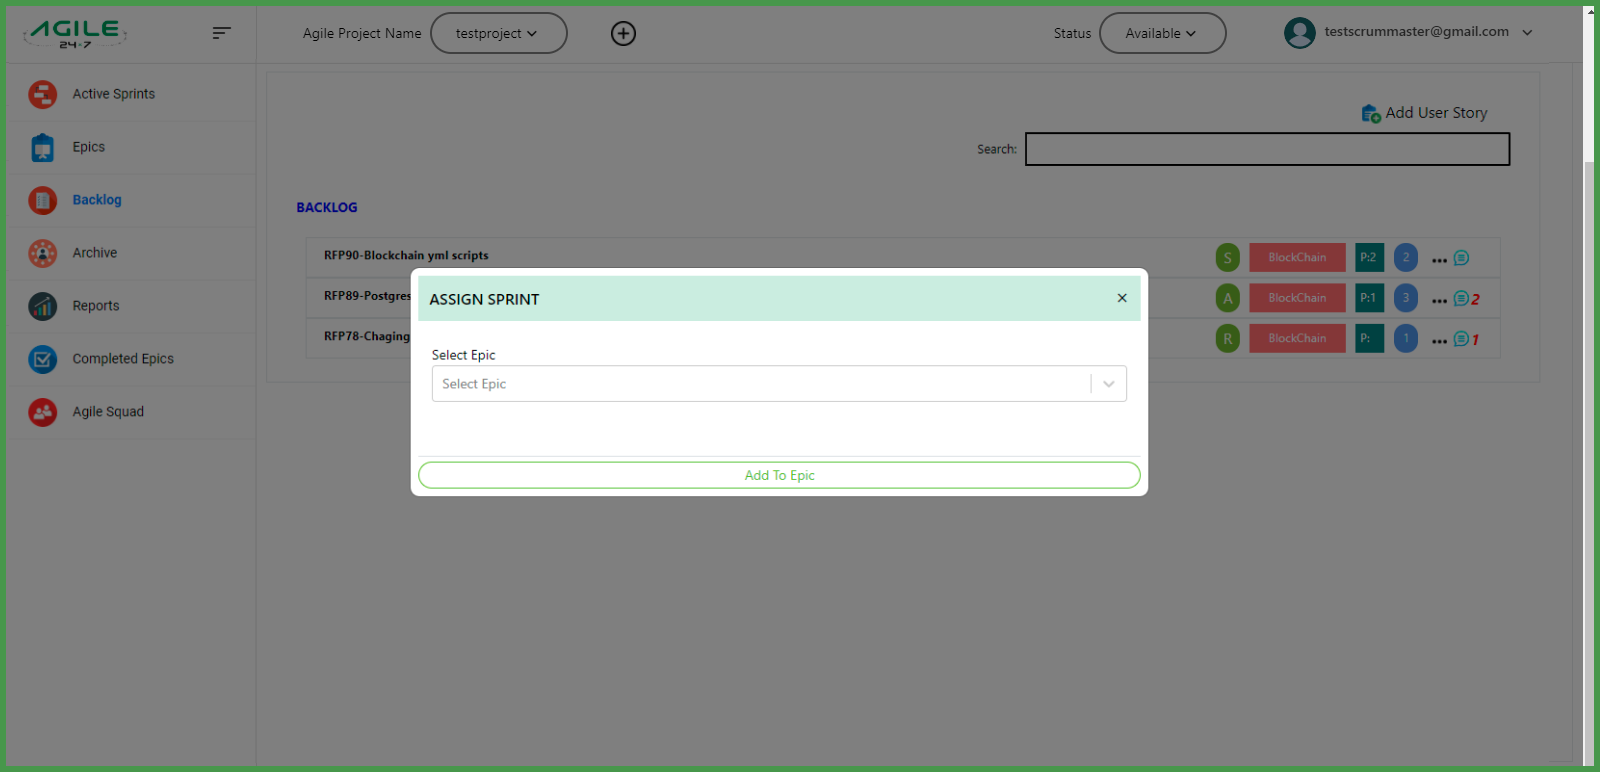 AGILE
24-7
Agile Project Name testproject
Status Available
testscrummaster@gmail.com
Active Sprints
Epics
Backlog
Archive
Reports
Completed Epics
Agile Squad
Add User Story
Search:
BACKLOG
RFP90-Blockchain yml scripts S BlockChain P:2 2 ...
RFP89-Postgres A BlockChain P:1 3 ... 2
RFP78-Chaging R BlockChain P: 1 ... 1
ASSIGN SPRINT ×
Select Epic
Select Epic
Add To Epic